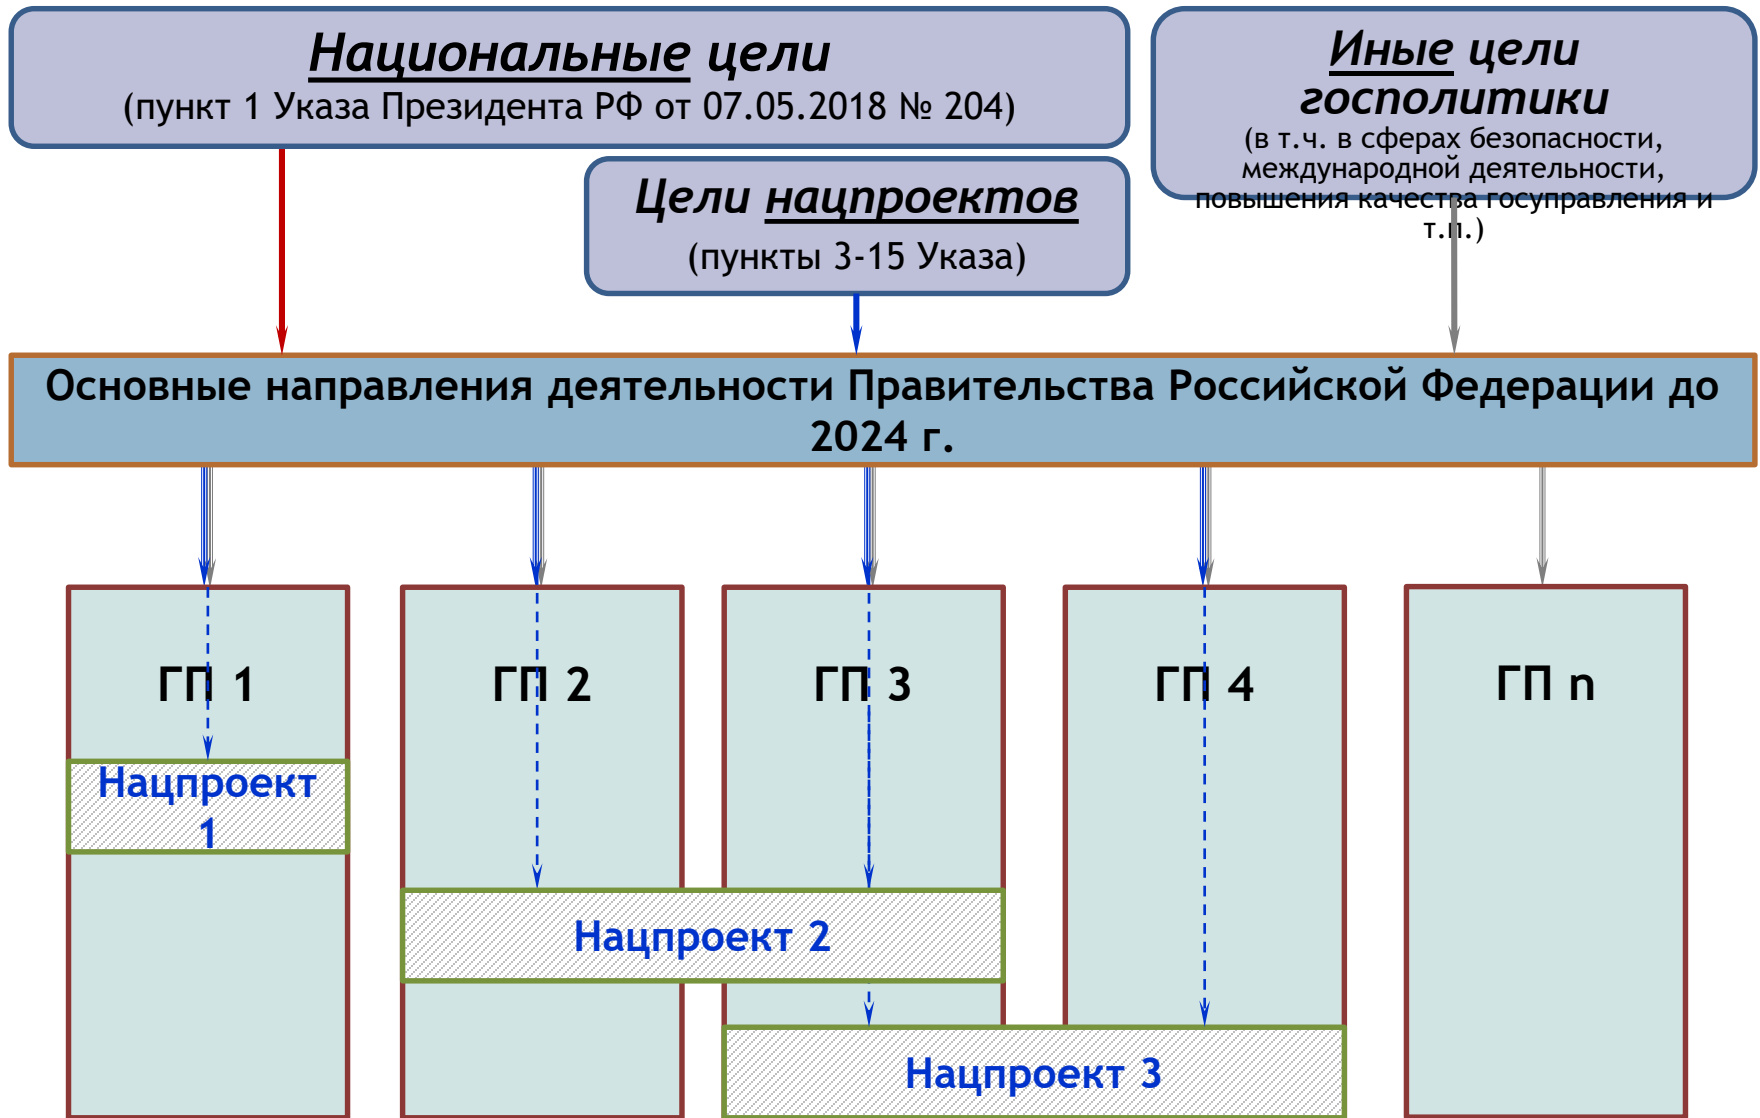 Национальные цели
(пункт 1 Указа Президента РФ от 07.05.2018 № 204)
Иные цели
госполитики
(в т.ч. в сферах безопасности,
международной деятельности,
повышения качества госуправления и
т.п.)
Цели нацпроектов
(пункты 3-15 Указа)
Основные направления деятельности Правительства Российской Федерации до
2024 г.
ГП 1
ГП 2
ГП 3
ГП 4
ГП n
Нацпроект
1
Нацпроект 2
Нацпроект 3